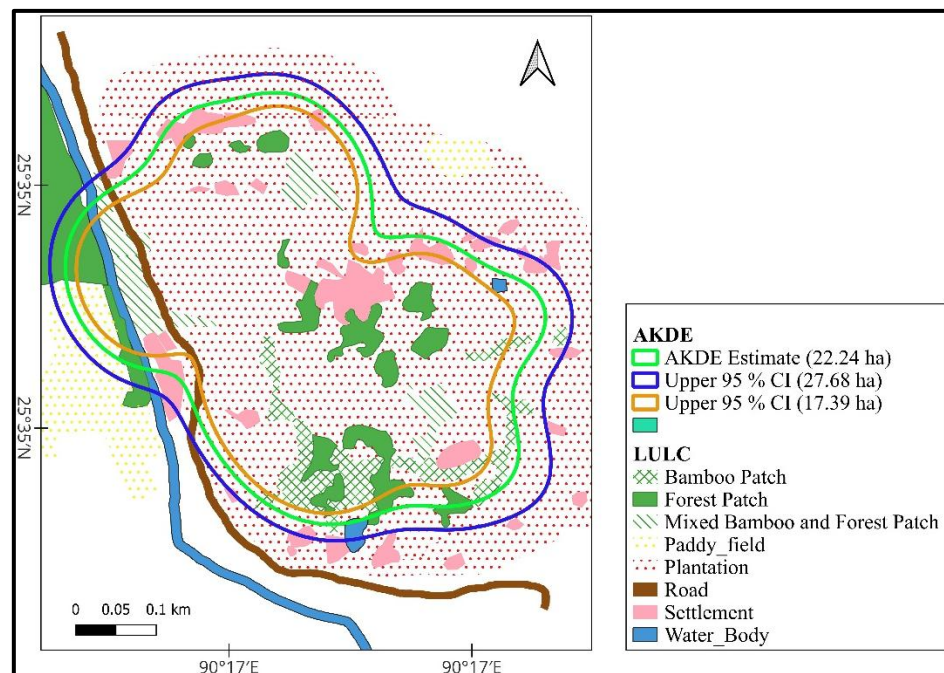 25°35′N
25°35′N
0 0.05 0.1 km
90°17′E 90°17′E
AKDE
AKDE Estimate (22.24 ha)
Upper 95 % CI (27.68 ha)
Upper 95 % CI (17.39 ha)
LULC
Bamboo Patch
Forest Patch
Mixed Bamboo and Forest Patch
Paddy_field
Plantation
Road
Settlement
Water_Body